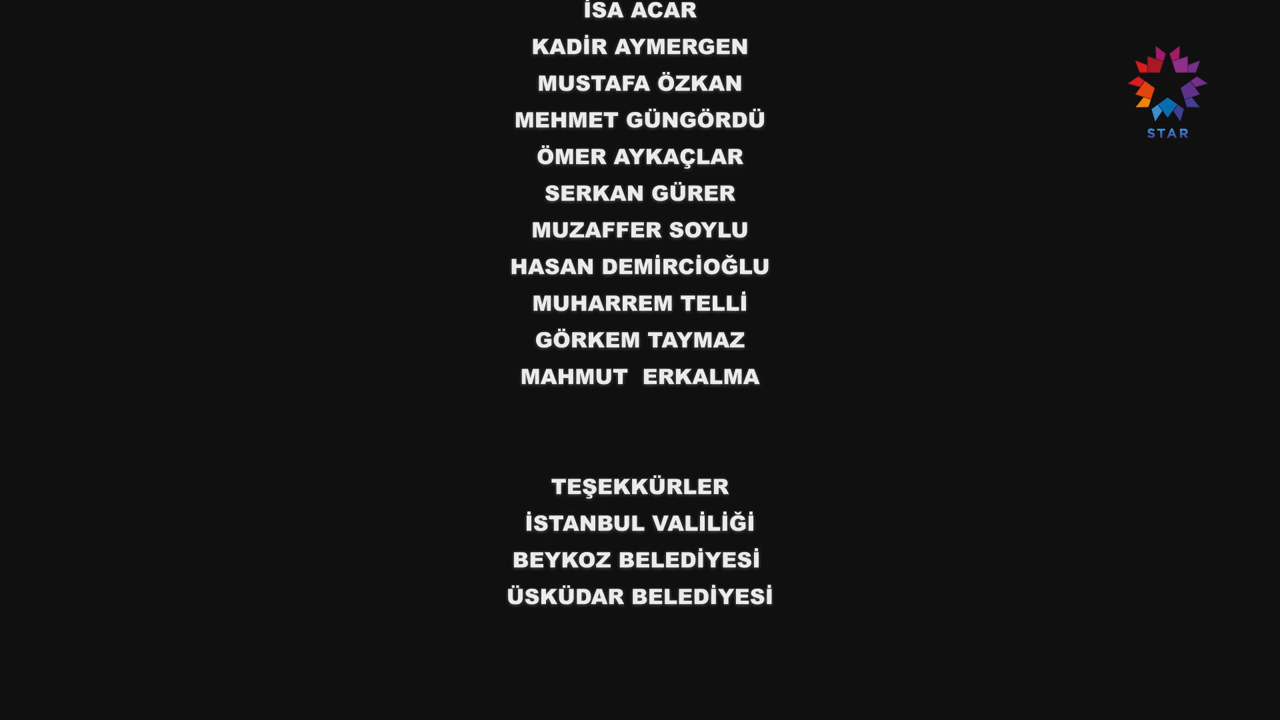 İSA ACAR
KADİR AYMERGEN
MUSTAFA ÖZKAN
MEHMET GÜNGÖRDÜ
ÖMER AYKAÇLAR
SERKAN GÜRER
MUZAFFER SOYLU
HASAN DEMİRCİOĞLU
MUHARREM TELLİ
GÖRKEM TAYMAZ
MAHMUT ERKALMA
TEŞEKKÜRLER
İSTANBUL VALİLİĞİ
BEYKOZ BELEDİYESİ
ÜSKÜDAR BELEDİYESİ
STAR